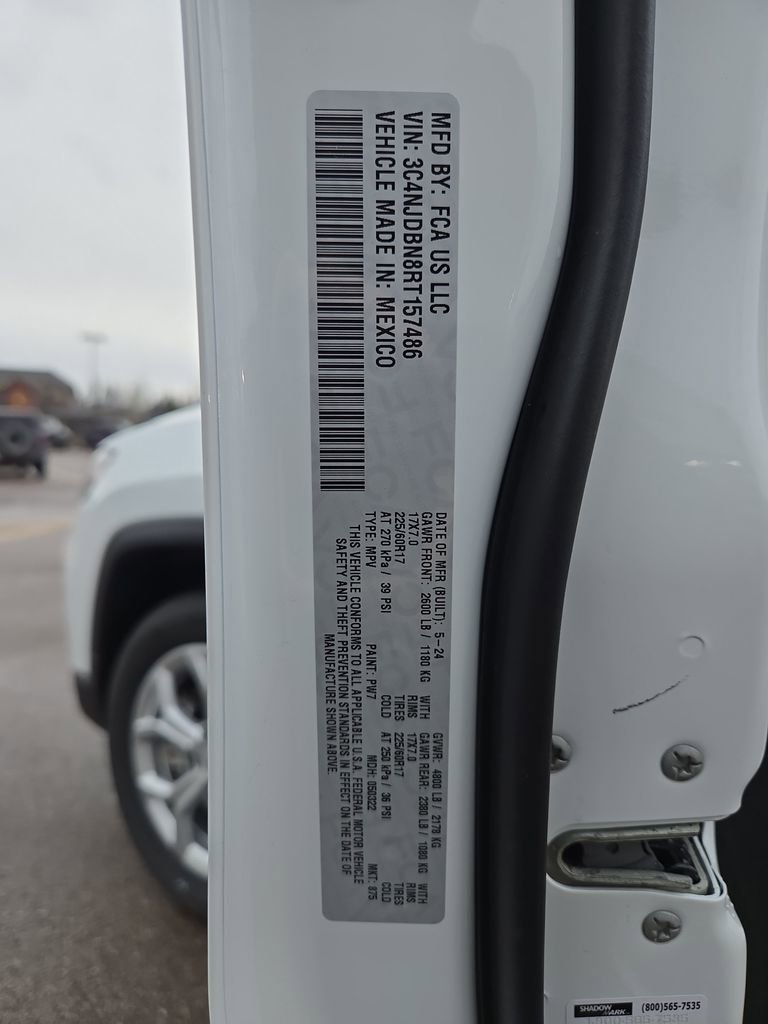 MFD BY: FCA US LLC
VIN: 3C4NJDBN8RT157486
VEHICLE MADE IN: MEXICO
DATE OF MFR (BUILT): 5-24 GVWR: 4800 LB / 2178 KG
GAWR FRONT: 2600 LB / 1180 KG WITH GAWR REAR: 2380 LB / 1080 KG WITH
17X7.0 RIMS 17X7.0 RIMS
225/60R17 TIRES 225/60R17 TIRES
AT 270 kPa / 39 PSI COLD AT 250 kPa / 36 PSI COLD
TYPE: MPV PAINT: PW7 MDH: 050322 MKT: 875
THIS VEHICLE CONFORMS TO ALL APPLICABLE U.S.A. FEDERAL MOTOR VEHICLE
SAFETY AND THEFT PREVENTION STANDARDS IN EFFECT ON THE DATE OF
MANUFACTURE SHOWN ABOVE.
SHADOW MARK (800)565-7535